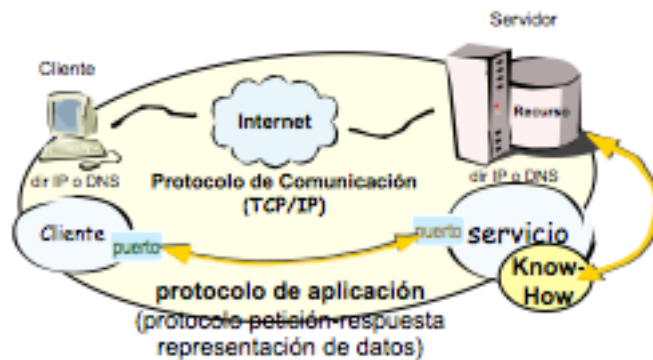 Servidor
Cliente
Internet
Recurso
dir IP o DNS
Protocolo de Comunicación
(TCP/IP)
dir IP o DNS
Cliente
puerto
puerto
servicio
Know-
How
protocolo de aplicación
(protocolo petición-respuesta
representación de datos)